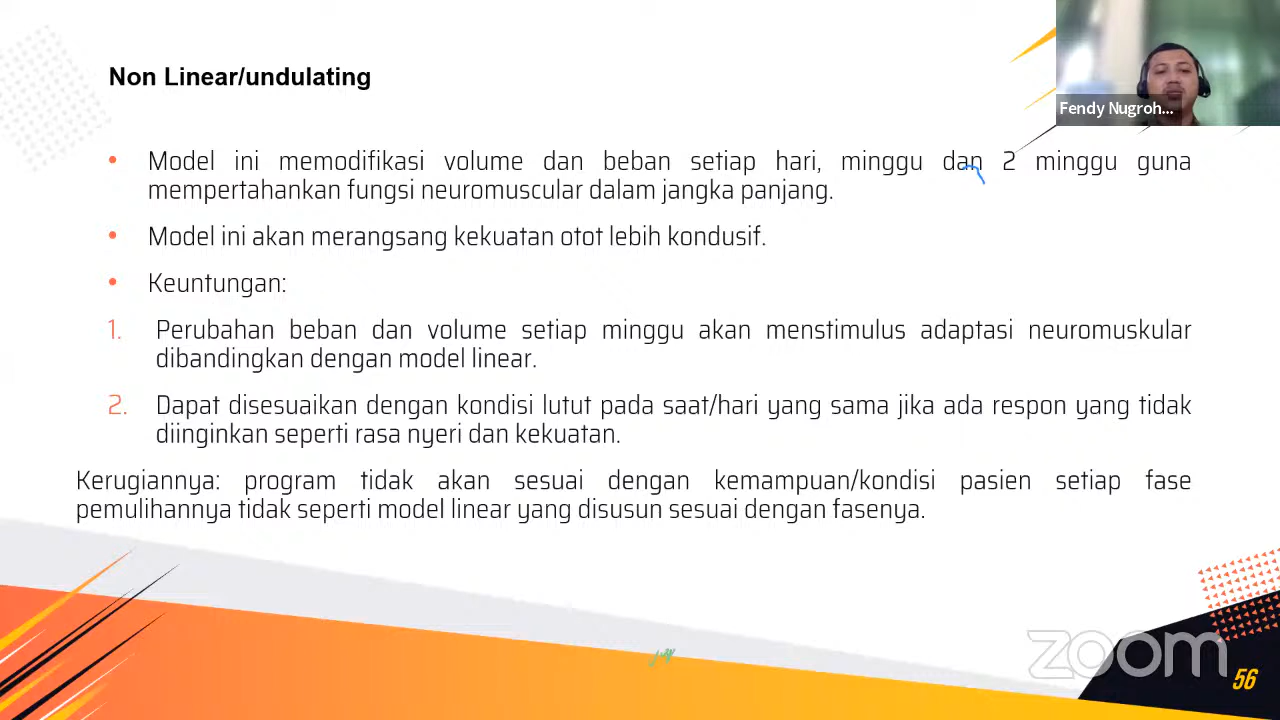 Non Linear/undulating
Fendy Nugroh...
• Model ini memodifikasi volume dan beban setiap hari, minggu dan 2 minggu guna
mempertahankan fungsi neuromuscular dalam jangka panjang.
• Model ini akan merangsang kekuatan otot lebih kondusif.
• Keuntungan:
1. Perubahan beban dan volume setiap minggu akan menstimulus adaptasi neuromuskular
dibandingkan dengan model linear.
2. Dapat disesuaikan dengan kondisi lutut pada saat/hari yang sama jika ada respon yang tidak
diinginkan seperti rasa nyeri dan kekuatan.
Kerugiannya: program tidak akan sesuai dengan kemampuan/kondisi pasien setiap fase
pemulihannya tidak seperti model linear yang disusun sesuai dengan fasenya.
zoom
56